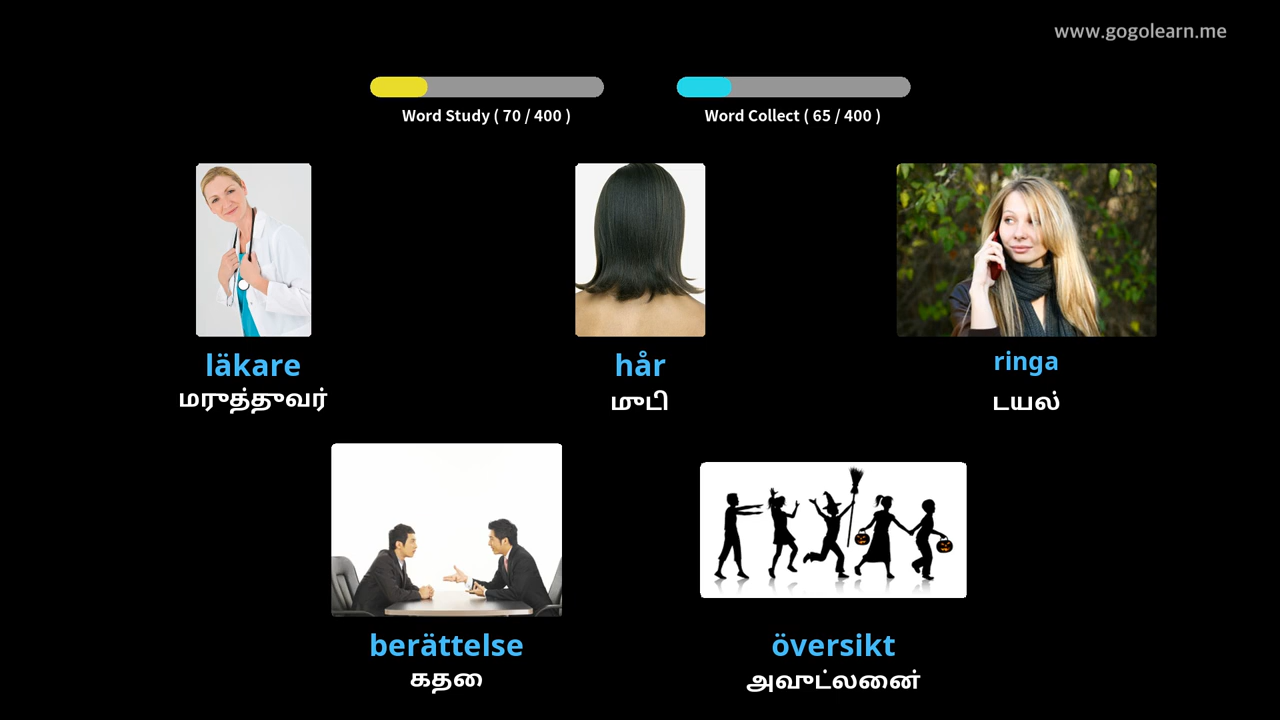 www.gogolearn.me
Word Study ( 70 / 400 )
Word Collect ( 65 / 400 )
läkare
மருத்துவர்
hår
முடி
ringa
டயல்
berättelse
கதை
översikt
அவுட்லைன்